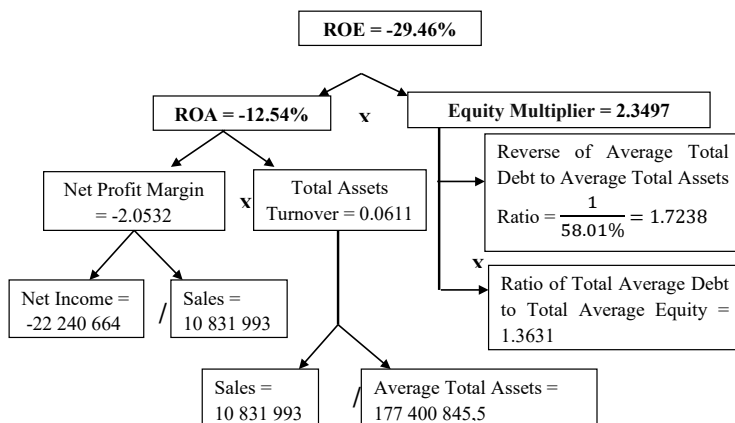 ROE = -29.46%
ROA = -12.54%
x
Equity Multiplier = 2.3497
Net Profit Margin
= -2.0532
x
Total Assets
Turnover = 0.0611
Reverse of Average Total
Debt to Average Total Assets
Ratio = 1/58.01% = 1.7238
x
Net Income =
-22 240 664
/
Sales =
10 831 993
Ratio of Total Average Debt
to Total Average Equity =
1.3631
Sales =
10 831 993
/
Average Total Assets =
177 400 845,5